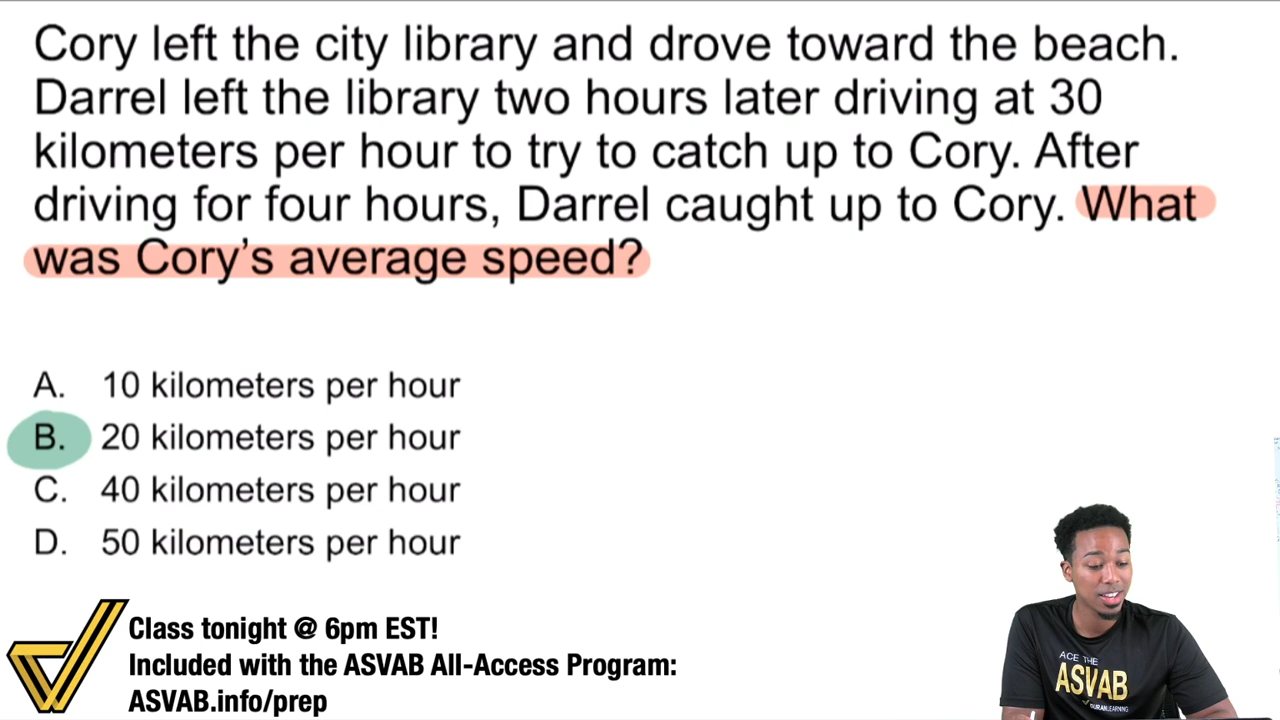 Cory left the city library and drove toward the beach.
Darrel left the library two hours later driving at 30
kilometers per hour to try to catch up to Cory. After
driving for four hours, Darrel caught up to Cory. What
was Cory’s average speed?
A. 10 kilometers per hour
B. 20 kilometers per hour
C. 40 kilometers per hour
D. 50 kilometers per hour
Class tonight @ 6pm EST!
Included with the ASVAB All-Access Program:
ASVAB.info/prep
ACE THE
ASVAB
DURANLEARNING